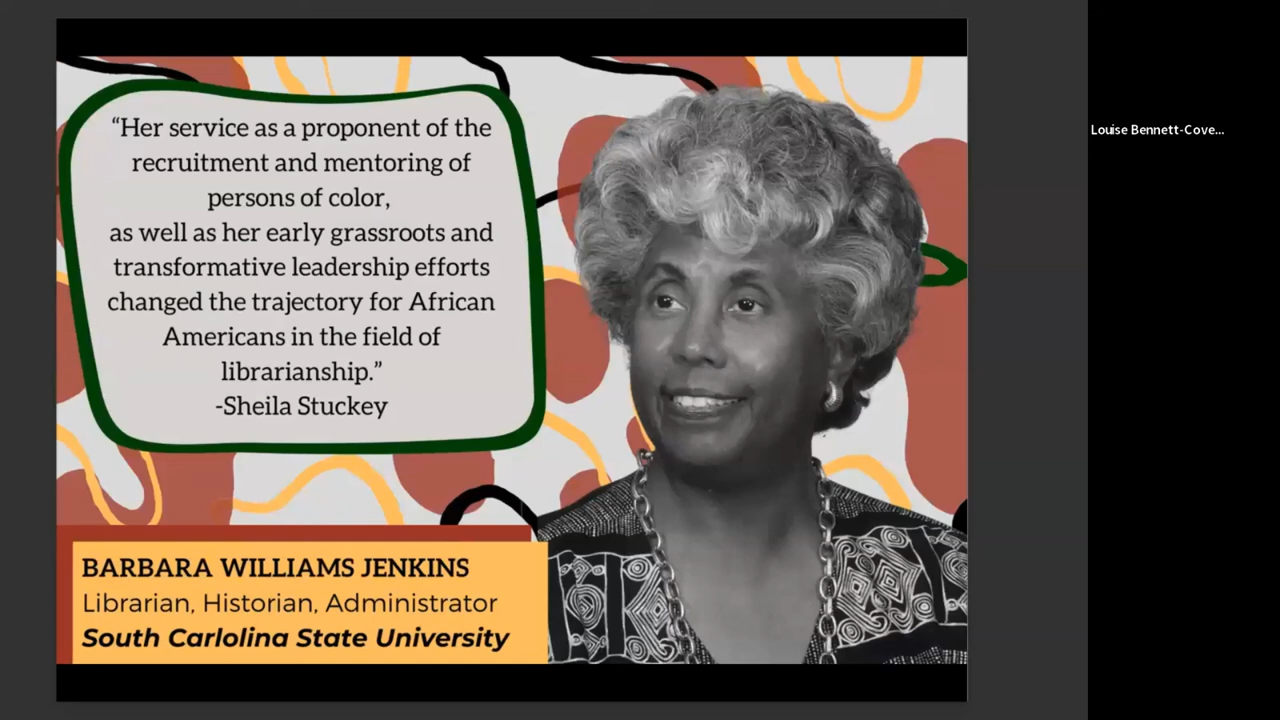 “Her service as a proponent of the
recruitment and mentoring of
persons of color,
as well as her early grassroots and
transformative leadership efforts
changed the trajectory for African
Americans in the field of
librarianship.”
-Sheila Stuckey
BARBARA WILLIAMS JENKINS
Librarian, Historian, Administrator
South Carlolina State University
Louise Bennett-Cove...